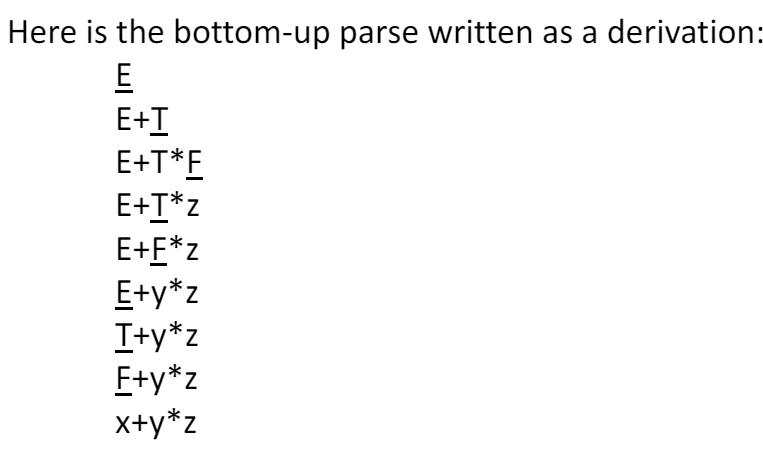 Here is the bottom-up parse written as a derivation:
E
E+T
E+T*F
E+T*z
E+F*z
E+y*z
T+y*z
F+y*z
x+y*z